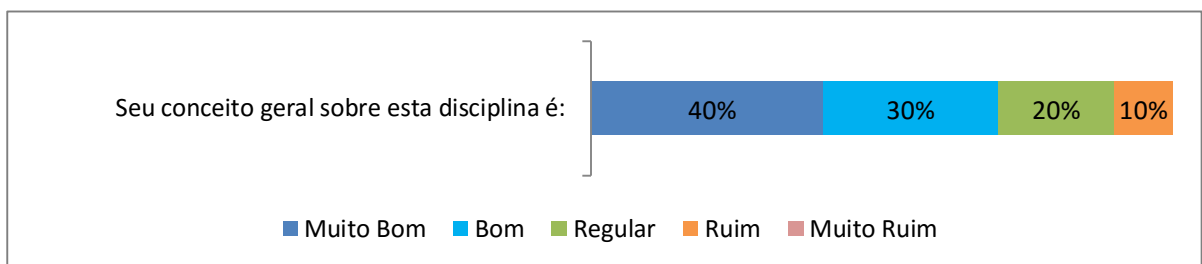 Seu conceito geral sobre esta disciplina é: 40% 30% 20% 10%
Muito Bom Bom Regular Ruim Muito Ruim